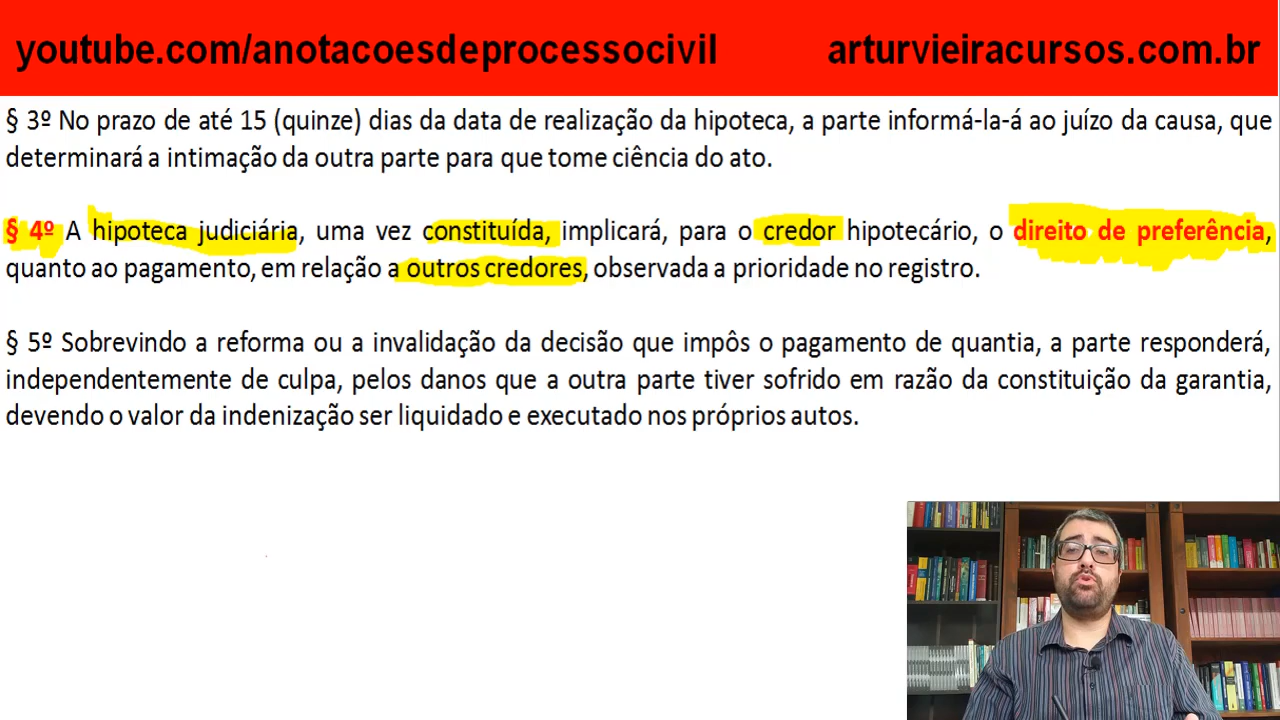 youtube.com/anotacoesdeprocessocivil arturvieiracursos.com.br
§ 3º No prazo de até 15 (quinze) dias da data de realização da hipoteca, a parte informá-la-á ao juízo da causa, que
determinará a intimação da outra parte para que tome ciência do ato.
§ 4º A hipoteca judiciária, uma vez constituída, implicará, para o credor hipotecário, o direito de preferência,
quanto ao pagamento, em relação a outros credores, observada a prioridade no registro.
§ 5º Sobrevindo a reforma ou a invalidação da decisão que impôs o pagamento de quantia, a parte responderá,
independentemente de culpa, pelos danos que a outra parte tiver sofrido em razão da constituição da garantia,
devendo o valor da indenização ser liquidado e executado nos próprios autos.